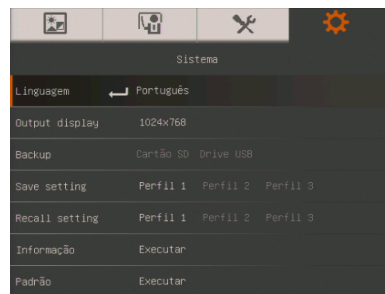 Sistema
Linguagem Português
Output display 1024x768
Backup Cartão SD Drive USB
Save setting Perfil 1 Perfil 2 Perfil 3
Recall setting Perfil 1 Perfil 2 Perfil 3
Informação Executar
Padrão Executar